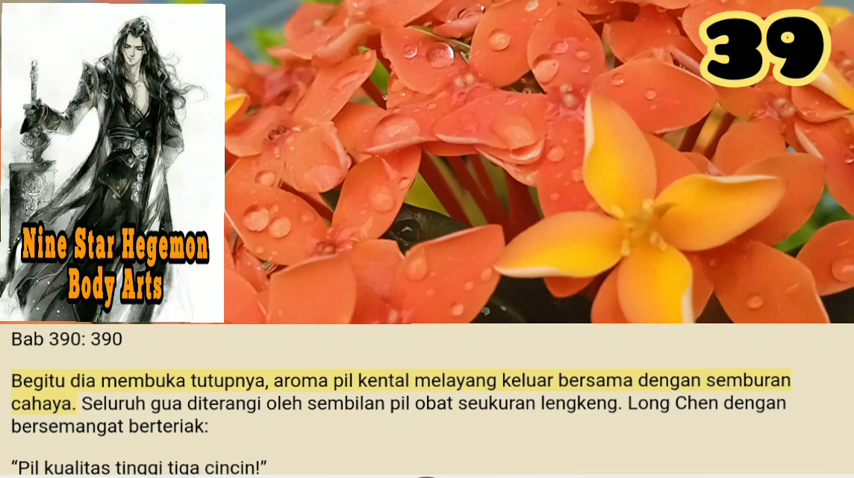 39
Nine Star Hegemon
Body Arts
Bab 390: 390
Begitu dia membuka tutupnya, aroma pil kental melayang keluar bersama dengan semburan
cahaya. Seluruh gua diterangi oleh sembilan pil obat seukuran lengkeng. Long Chen dengan
bersemangat berteriak:
“Pil kualitas tinggi tiga cincin!”